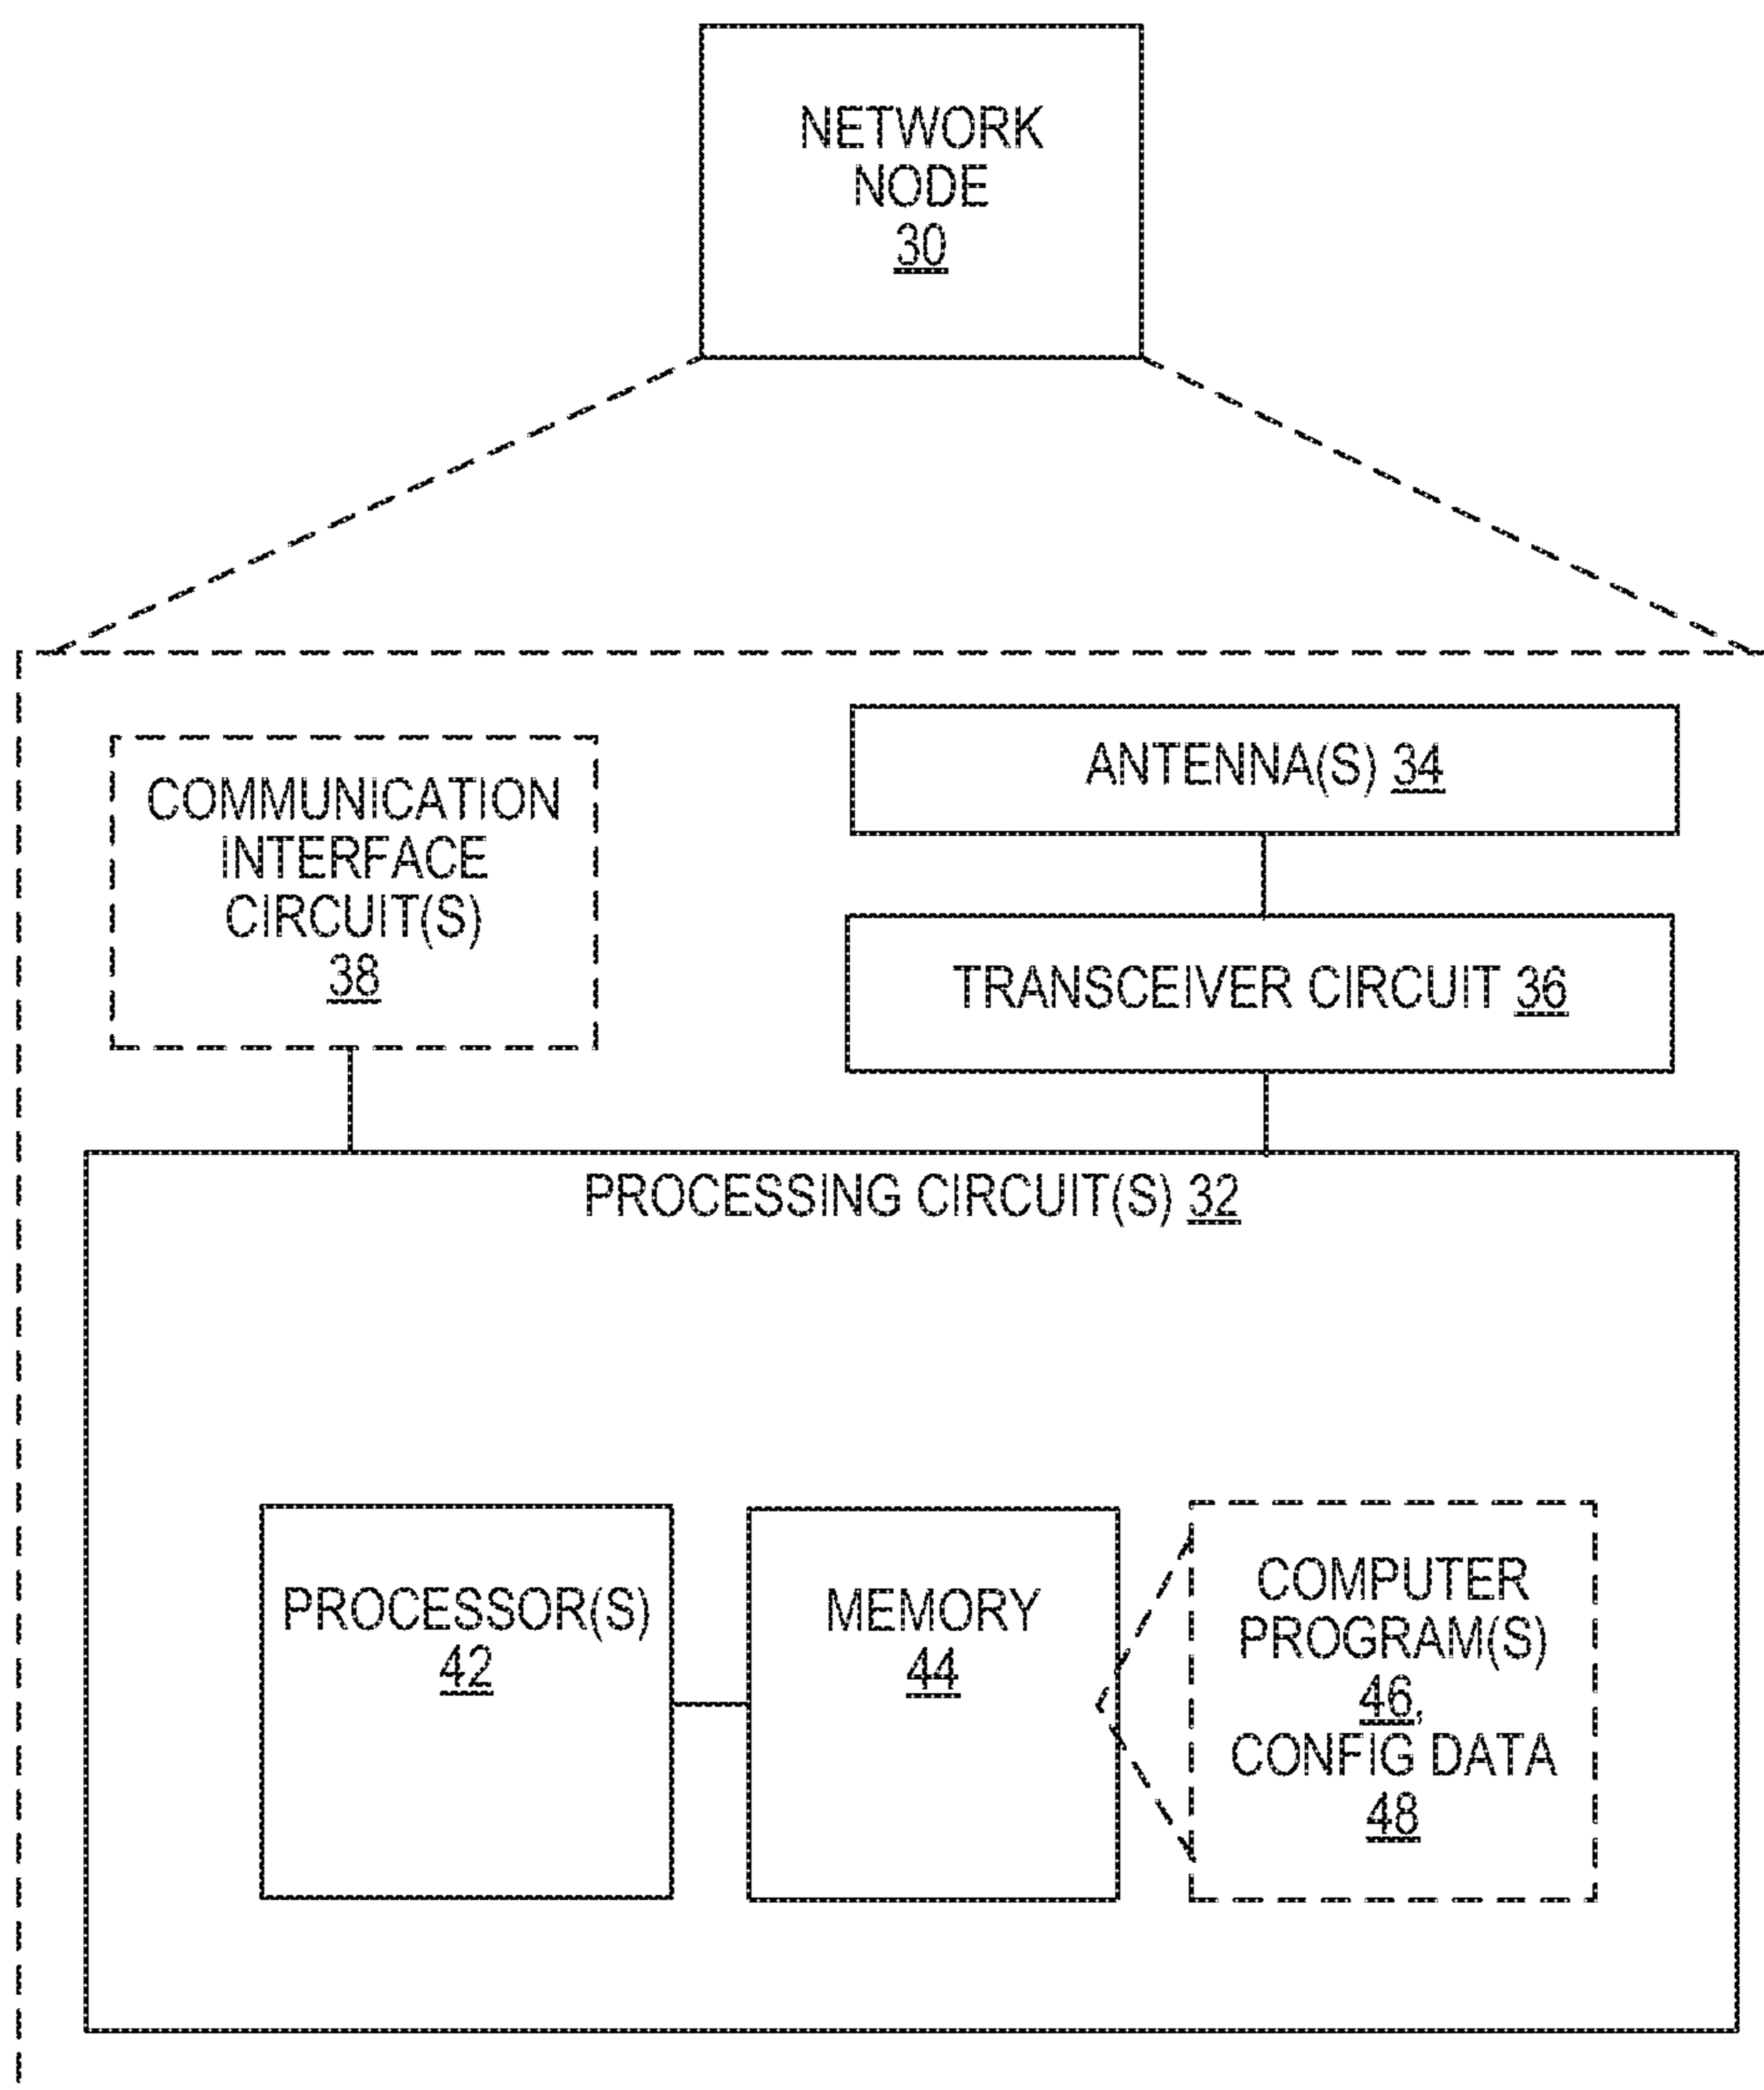 NETWORK
NODE
30
ANTENNA(S) 34
COMMUNICATION
INTERFACE
CIRCUIT(S)
38
TRANSCEIVER CIRCUIT 36
PROCESSING CIRCUIT(S) 32
PROCESSOR(S)
42
MEMORY
44
COMPUTER
PROGRAM(S)
46,
CONFIG DATA
48